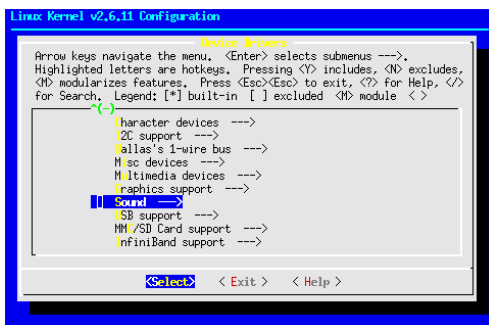 Linux Kernel v2.6.11 Configuration
Device Drivers
Arrow keys navigate the menu. <Enter> selects submenus --->.
Highlighted letters are hotkeys. Pressing <Y> includes, <N> excludes,
<M> modularizes features. Press <Esc><Esc> to exit, <?> for Help, </>
for Search. Legend: [*] built-in [ ] excluded <M> module < >
^(-)
Character devices --->
I2C support --->
Dallas's 1-wire bus --->
Misc devices --->
Multimedia devices --->
Graphics support --->
Sound --->
USB support --->
MMC/SD Card support --->
InfiniBand support --->
<Select> < Exit > < Help >